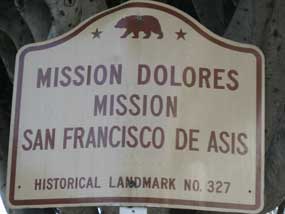 MISSION DOLORES
MISSION
SAN FRANCISCO DE ASIS
HISTORICAL LANDMARK NO. 327